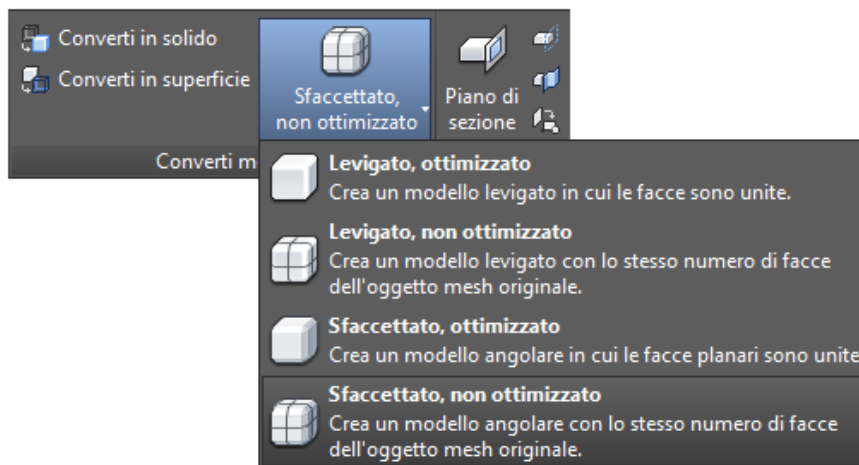 Converti in solido
Converti in superficie
Sfaccettato,
non ottimizzato
Piano di
sezione
Converti m
Levigato, ottimizzato
Crea un modello levigato in cui le facce sono unite.
Levigato, non ottimizzato
Crea un modello levigato con lo stesso numero di facce
dell'oggetto mesh originale.
Sfaccettato, ottimizzato
Crea un modello angolare in cui le facce planari sono unite
Sfaccettato, non ottimizzato
Crea un modello angolare con lo stesso numero di facce
dell'oggetto mesh originale.